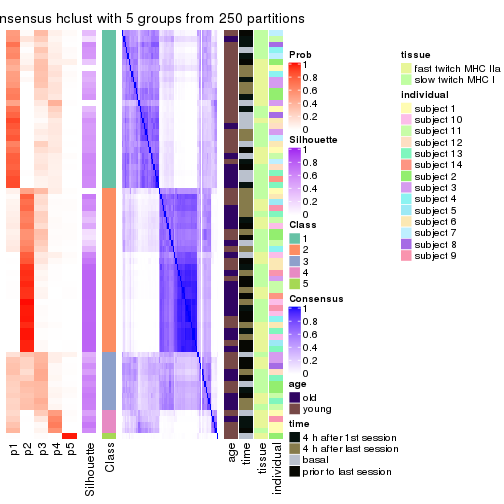 nsensus hclust with 5 groups from 250 partitions
Prob
1
0.8
0.6
0.4
0.2
0
Silhouette
1
0.8
0.6
0.4
0.2
0
Class
1
2
3
4
5
Consensus
1
0.8
0.6
0.4
0.2
0
age
old
young
time
4 h after 1st session
4 h after last session
basal
prior to last session
tissue
fast twitch MHC IIa
slow twitch MHC I
individual
subject 1
subject 10
subject 11
subject 12
subject 13
subject 14
subject 2
subject 3
subject 4
subject 5
subject 6
subject 7
subject 8
subject 9
p1
p2
p3
p4
p5
Silhouette
Class
age
time
tissue
individual